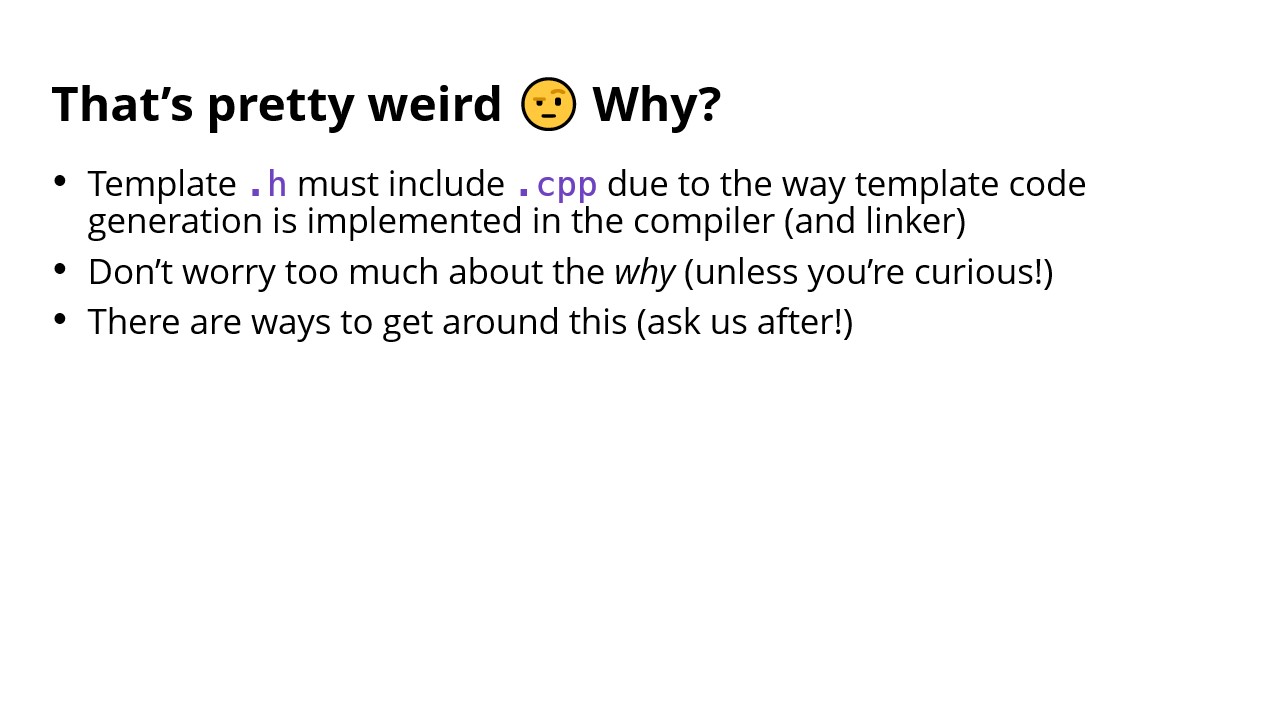 That’s pretty weird 🤨 Why?
• Template .h must include .cpp due to the way template code
generation is implemented in the compiler (and linker)
• Don’t worry too much about the why (unless you’re curious!)
• There are ways to get around this (ask us after!)